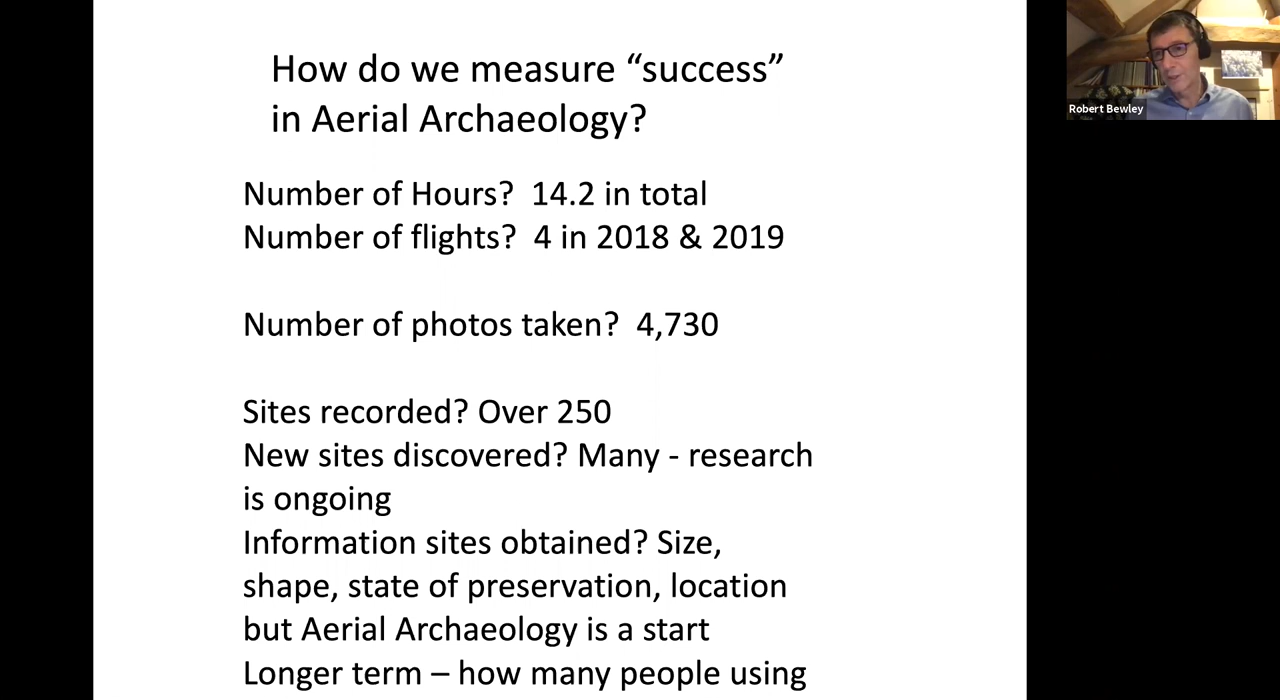 How do we measure “success”
in Aerial Archaeology?
Number of Hours?  14.2 in total
Number of flights?  4 in 2018 & 2019
Number of photos taken?  4,730
Sites recorded? Over 250
New sites discovered? Many - research
is ongoing
Information sites obtained? Size,
shape, state of preservation, location
but Aerial Archaeology is a start
Longer term – how many people using
Robert Bewley